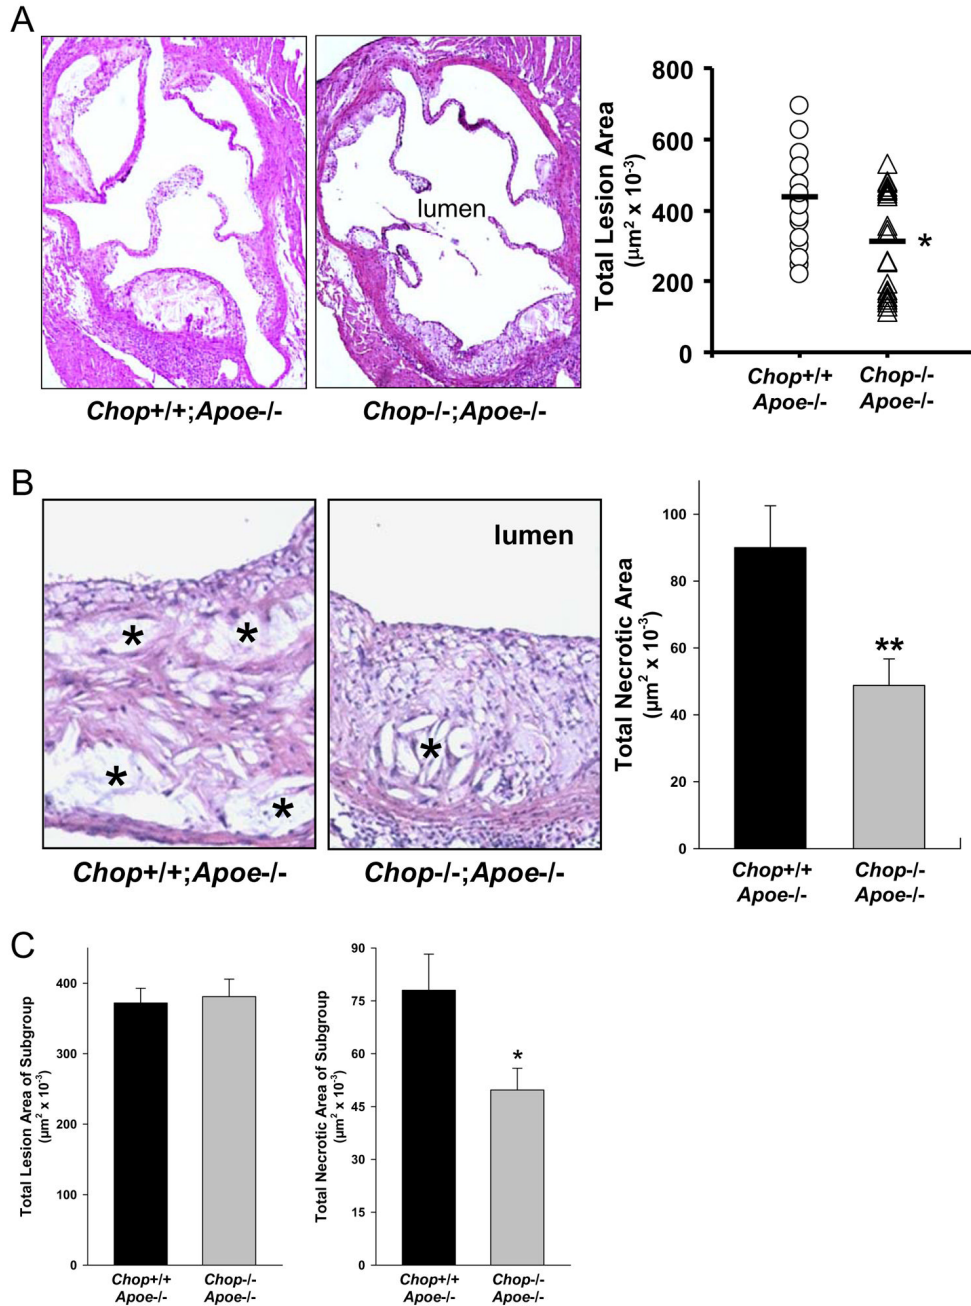 A
lumen
Chop+/+;Apoe-/-
Chop-/-;Apoe-/-
Total Lesion Area
(μm² x 10⁻³)
800
600
400
200
0
*
Chop+/+
Apoe-/-
Chop-/-
Apoe-/-
B
lumen
*
*
*
*
*
Chop+/+;Apoe-/-
Chop-/-;Apoe-/-
Total Necrotic Area
(μm² x 10⁻³)
100
80
60
40
20
0
**
Chop+/+
Apoe-/-
Chop-/-
Apoe-/-
C
Total Lesion Area of Subgroup
(μm² x 10⁻³)
400
300
200
100
0
Chop+/+
Apoe-/-
Chop-/-
Apoe-/-
Total Necrotic Area of Subgroup
(μm² x 10⁻³)
90
75
60
45
30
15
0
*
Chop+/+
Apoe-/-
Chop-/-
Apoe-/-